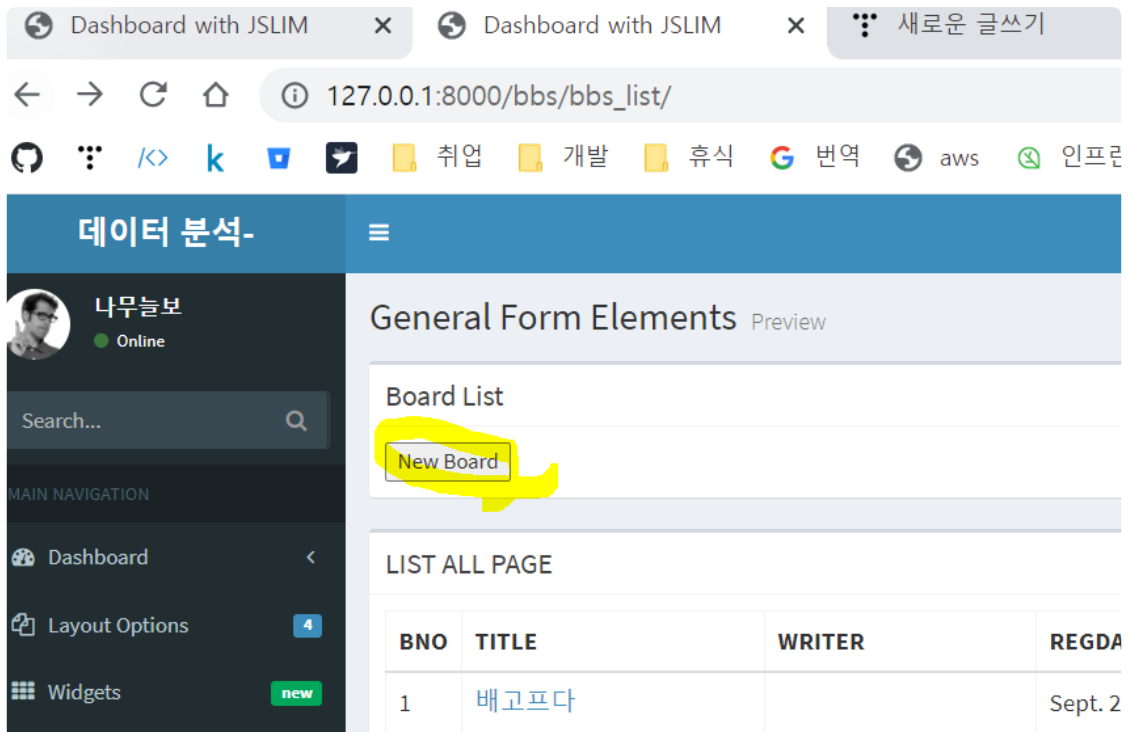 Dashboard with JSLIM
Dashboard with JSLIM
새로운 글쓰기
127.0.0.1:8000/bbs/bbs_list/
취업 개발 휴식 번역 aws 인프런
데이터 분석-
나무늘보
Online
Search...
MAIN NAVIGATION
Dashboard
Layout Options 4
Widgets new
General Form Elements Preview
Board List
New Board
LIST ALL PAGE
BNO TITLE WRITER REGDA
1 배고프다 Sept. 2